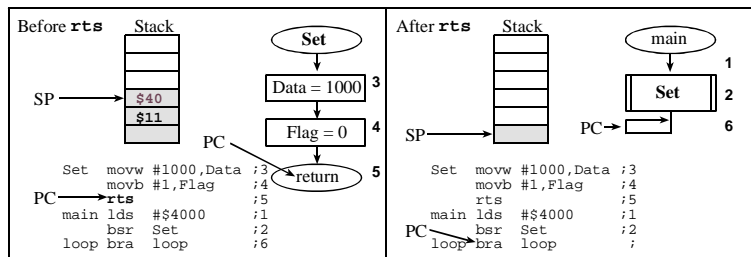 Before rts Stack
Set
SP
$40
$11
Data = 1000 3
Flag = 0 4
PC
return 5
Set movw #1000,Data ;3
movb #1,Flag ;4
PC rts ;5
main lds #$4000 ;1
bsr Set ;2
loop bra loop ;6
After rts Stack
main
1
Set 2
PC 6
SP
Set movw #1000,Data ;3
movb #1,Flag ;4
rts ;5
main lds #$4000 ;1
PC bsr Set ;2
loop bra loop ;